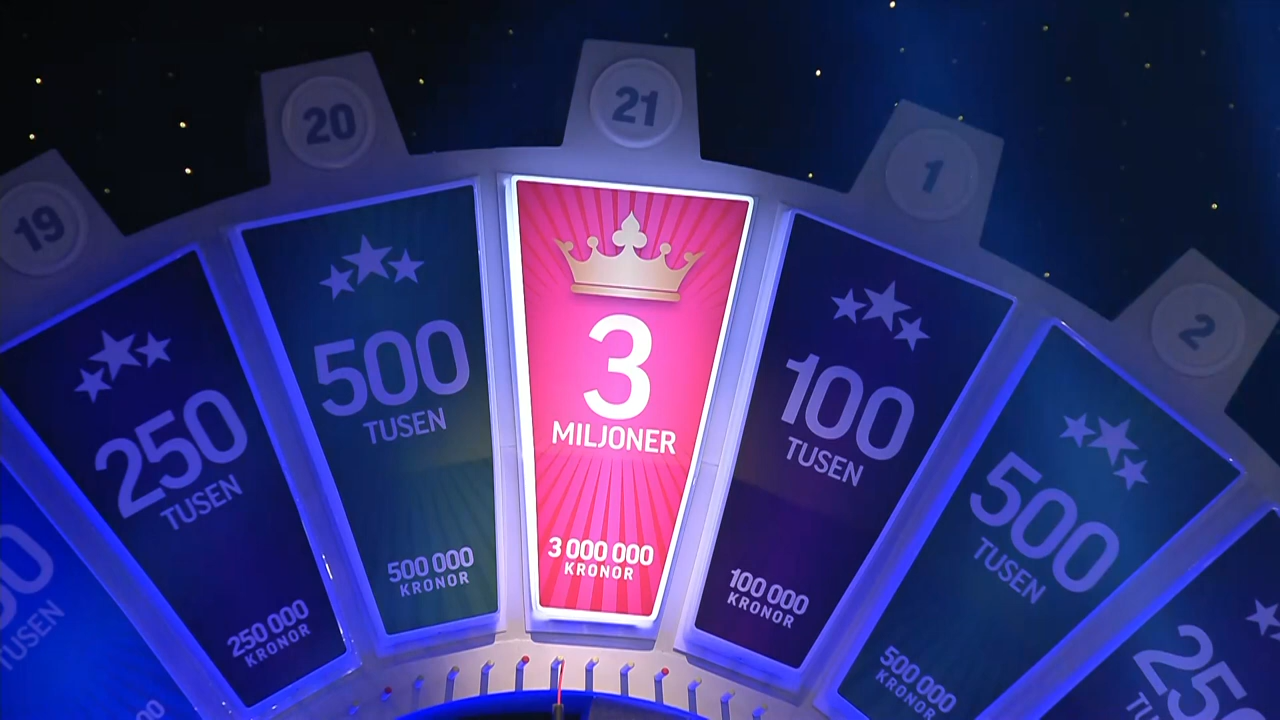 19
20
21
1
2
250
TUSEN
250 000
KRONOR
500
TUSEN
500 000
KRONOR
3
MILJONER
3 000 000
KRONOR
100
TUSEN
100 000
KRONOR
500
TUSEN
500 000
KRONOR
TUSEN